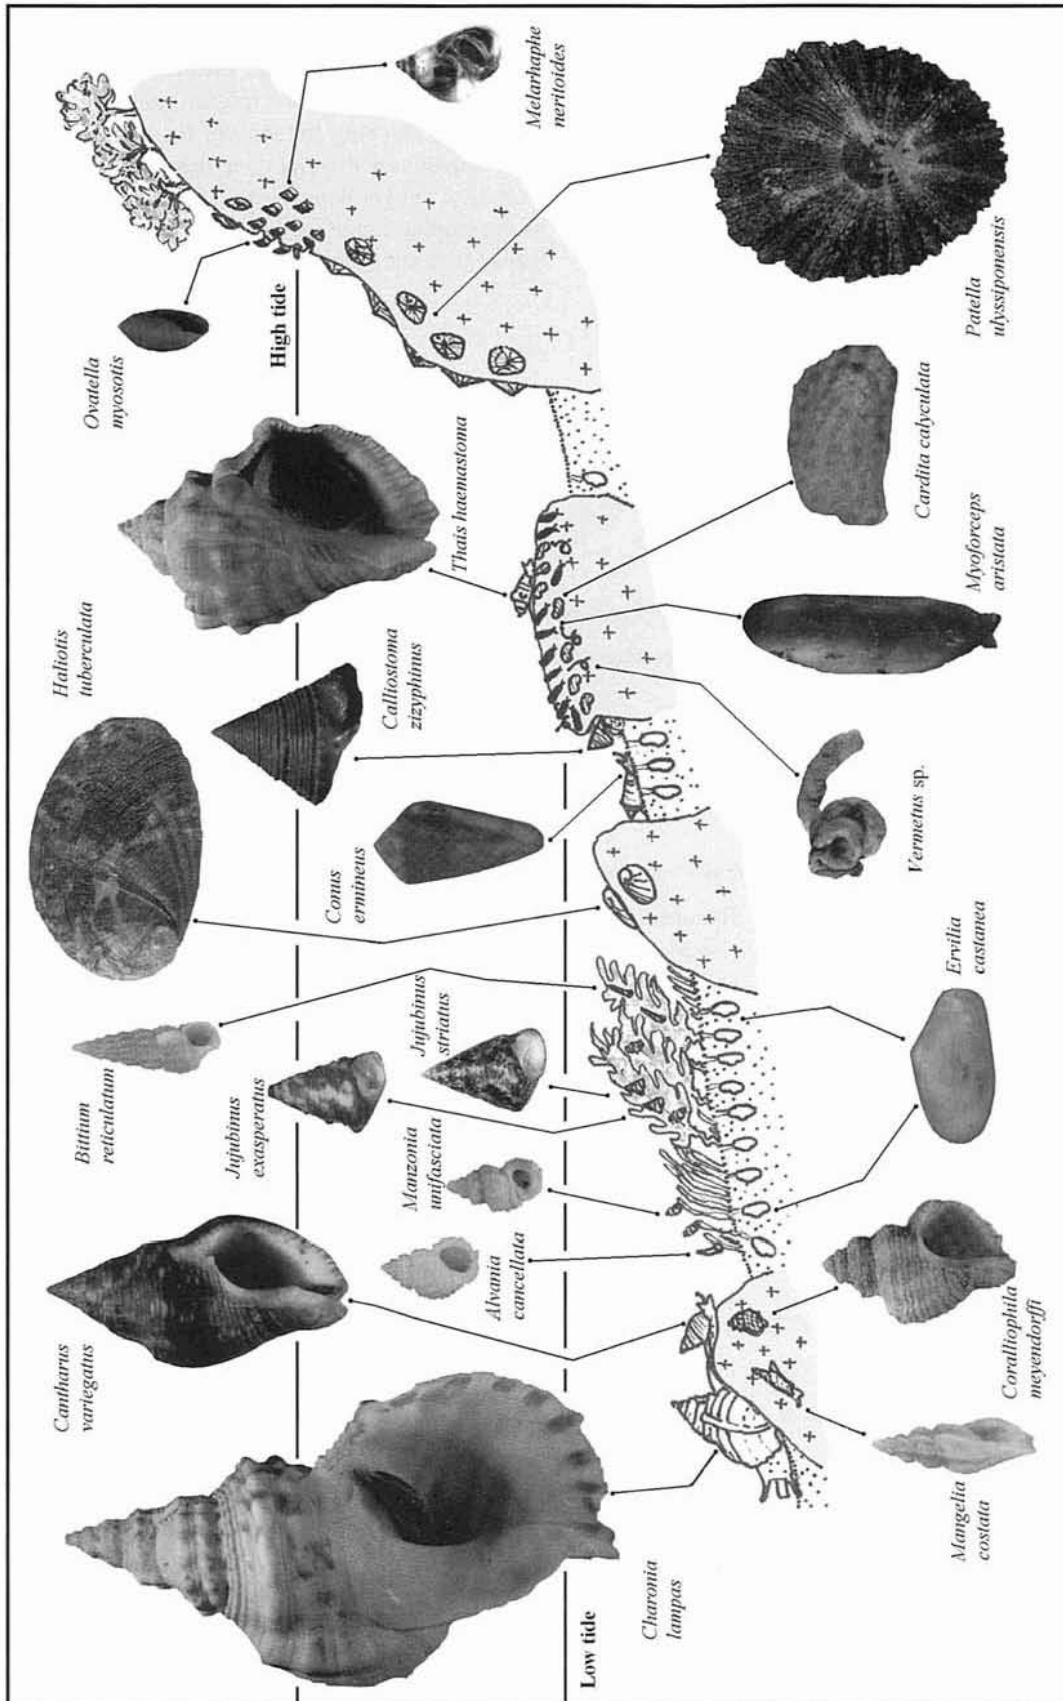 Charonia
lampas
Cantharus
variegatus
Bittium
reticulatum
Haliotis
tuberculata
Ovatella
myosotis
High tide
Thais haemastoma
Calliostoma
zizyphinus
Conus
ermineus
Jujubinus
exasperatus
Jujubinus
striatus
Manzonia
unifasciata
Alvania
cancellata
Low tide
Melarhaphe
neritoides
Patella
ulyssiponensis
Cardita calyculata
Myoforceps
aristata
Vermetus sp.
Ervilia
castanea
Coralliophila
meyendorffi
Mangelia
costata